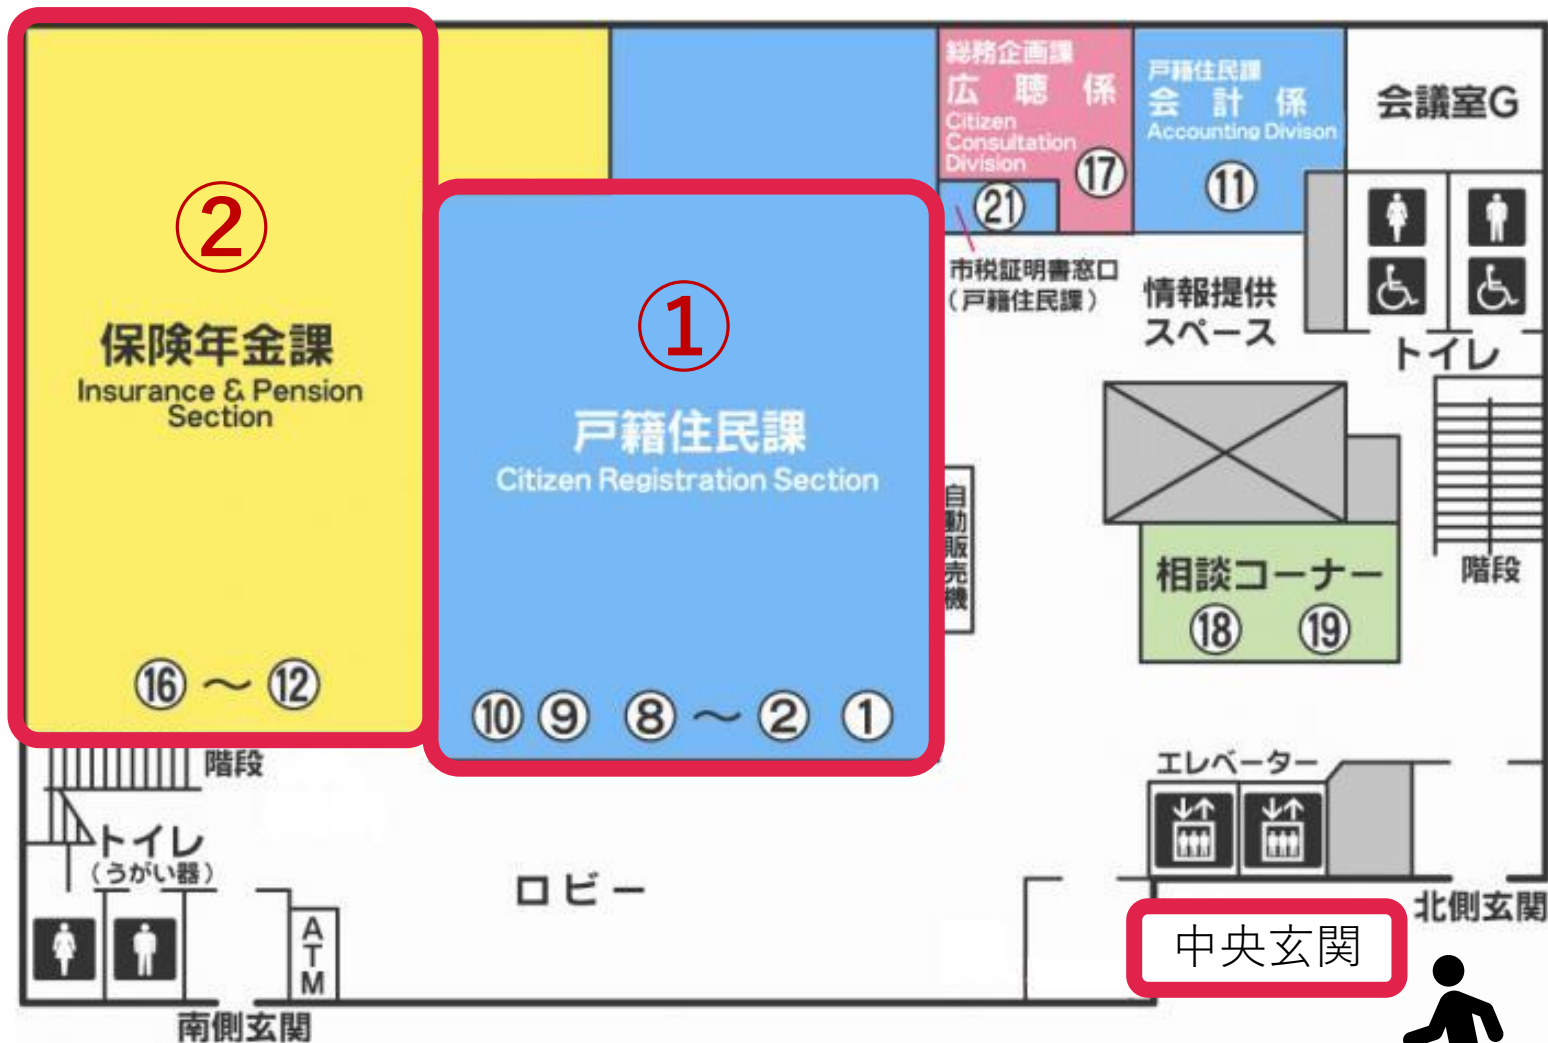 総務企画課
広聴係
Citizen
Consultation
Division
⑰
㉑
市税証明書窓口
(戸籍住民課)
戸籍住民課
会計係
Accounting Divison
⑪
会議室G
情報提供
スペース
トイレ
②
保険年金課
Insurance & Pension
Section
⑯～⑫
①
戸籍住民課
Citizen Registration Section
⑩⑨ ⑧～② ①
自動販売機
相談コーナー
⑱ ⑲
階段
階段
エレベーター
トイレ
(うがい器)
ロビー
ATM
中央玄関
北側玄関
南側玄関